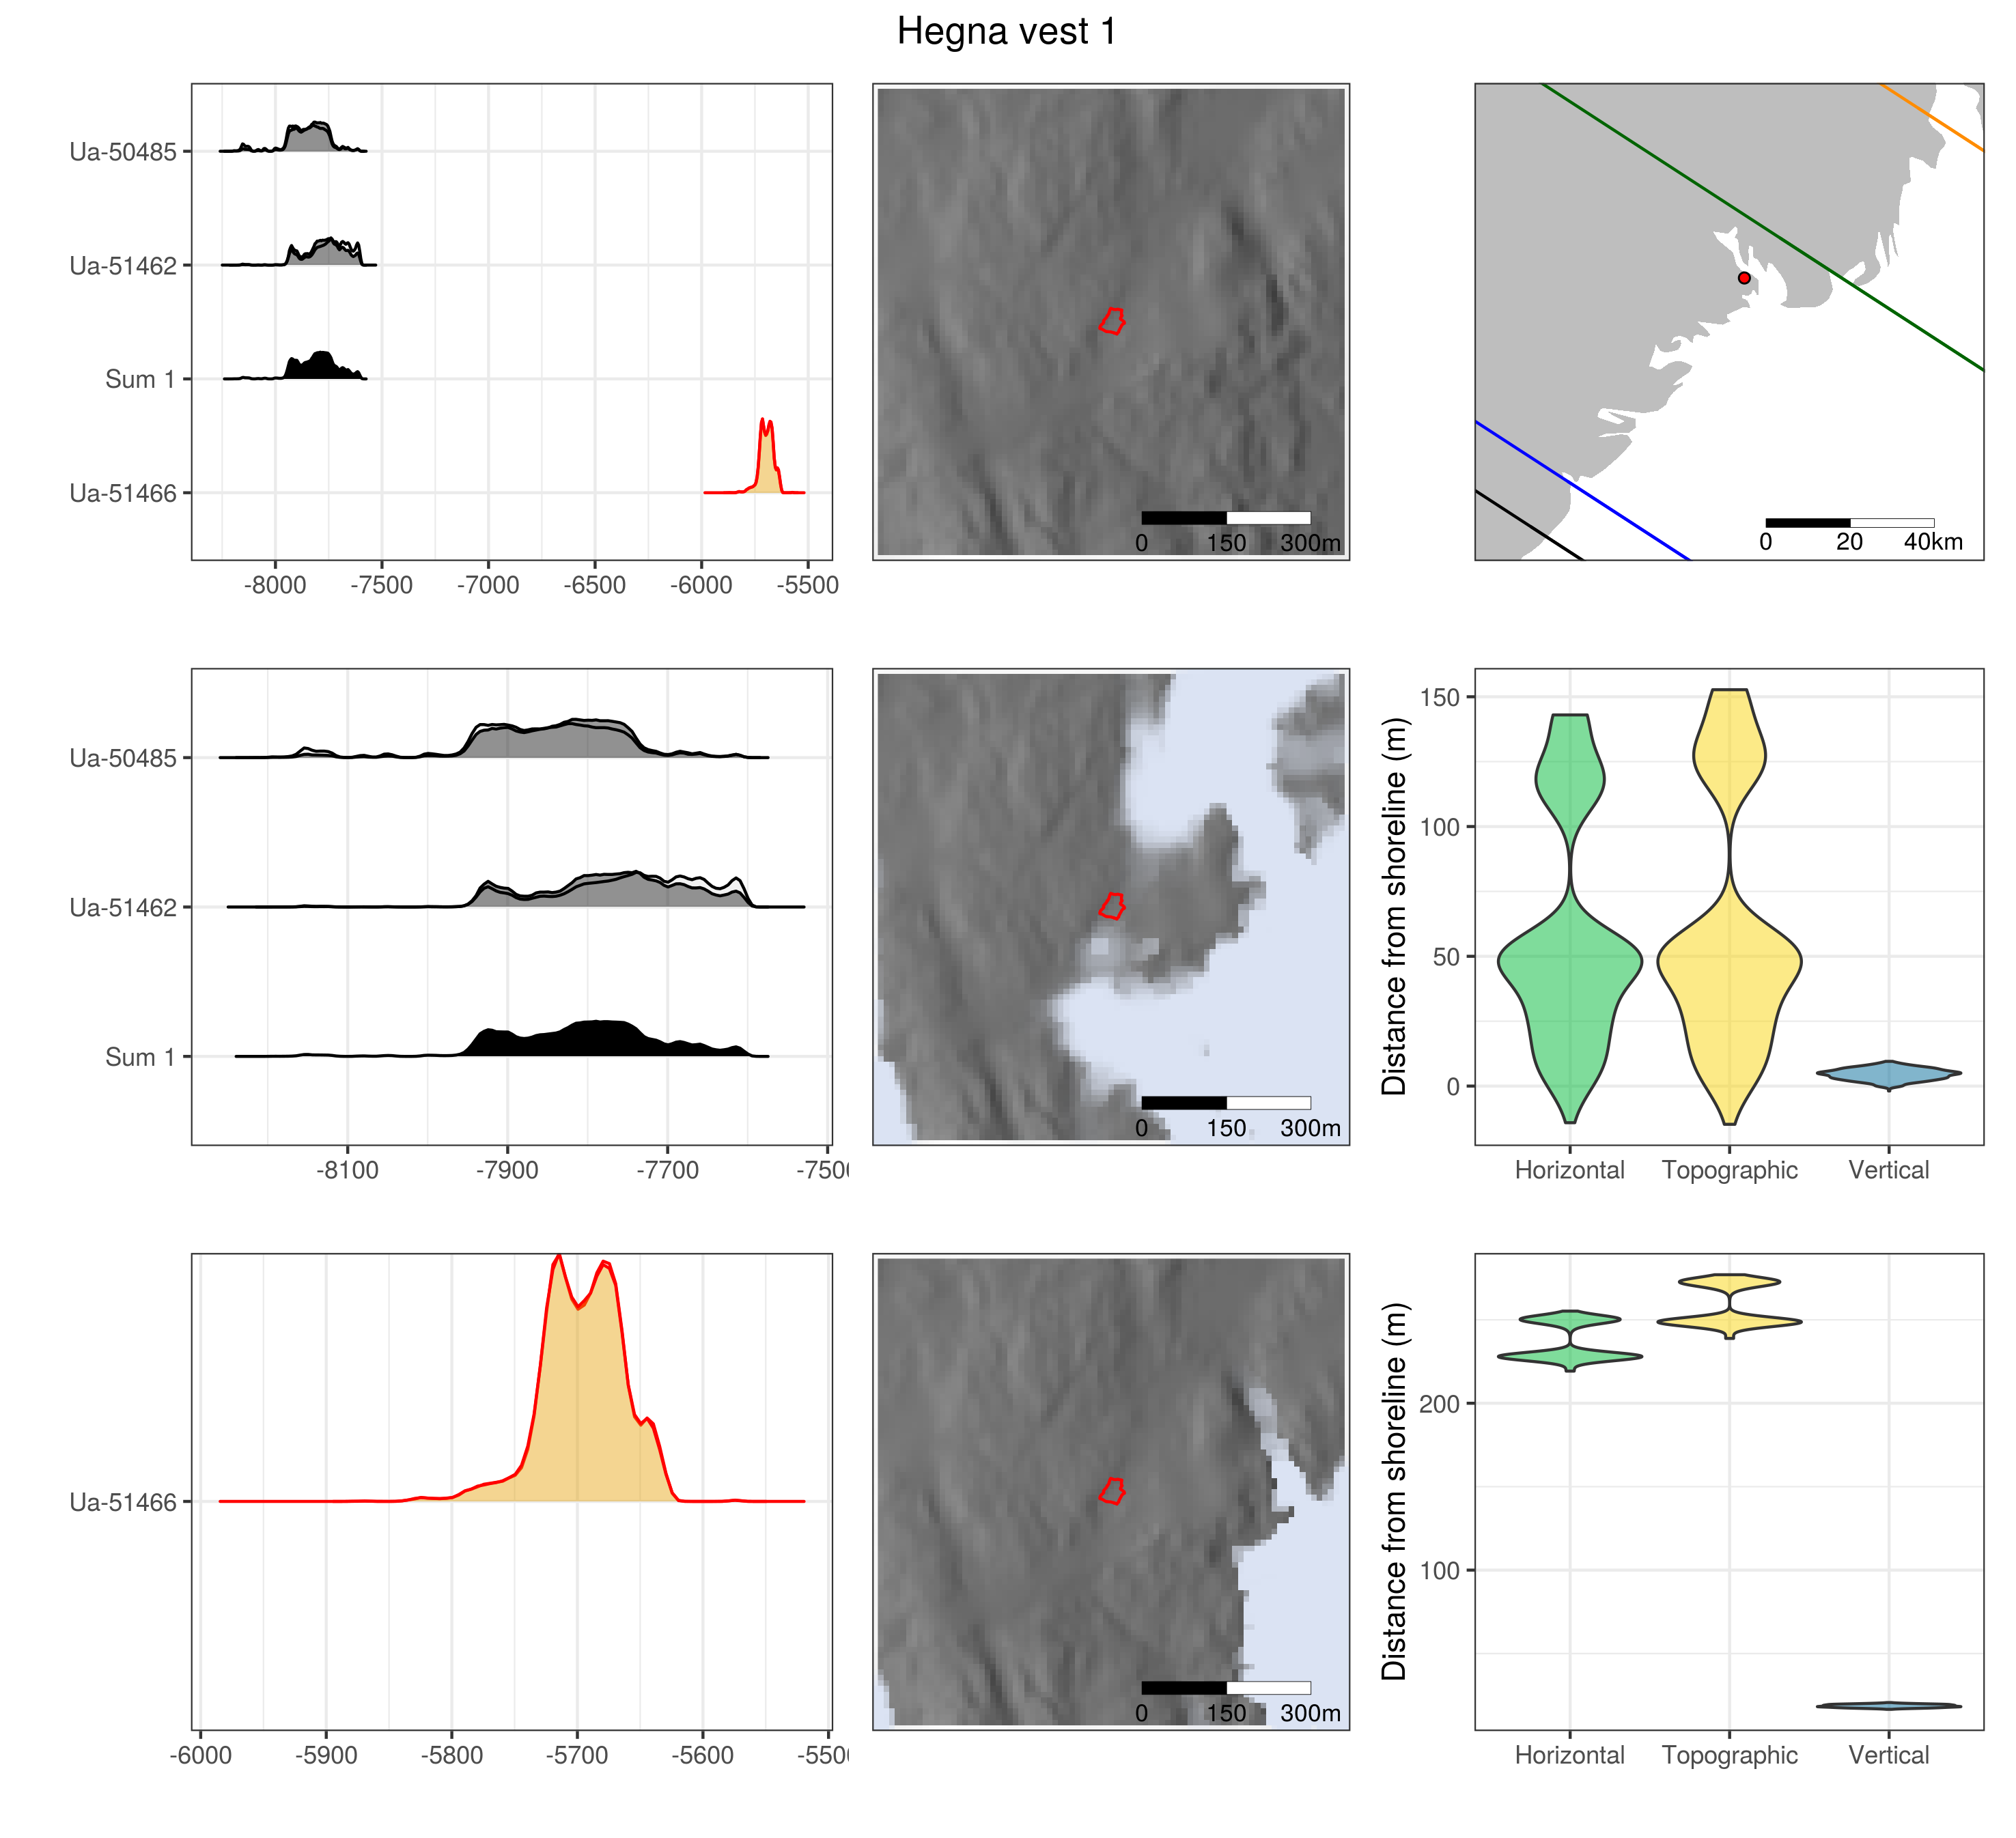 Hegna vest 1
Ua-50485
Ua-51462
Sum 1
Ua-51466
-8000 -7500 -7000 -6500 -6000 -5500
0 150 300m
0 20 40km
Ua-50485
Ua-51462
Sum 1
-8100 -7900 -7700 -750
0 150 300m
Distance from shoreline (m)
150
100
50
0
Horizontal Topographic Vertical
Ua-51466
-6000 -5900 -5800 -5700 -5600 -550
0 150 300m
Distance from shoreline (m)
200
100
Horizontal Topographic Vertical